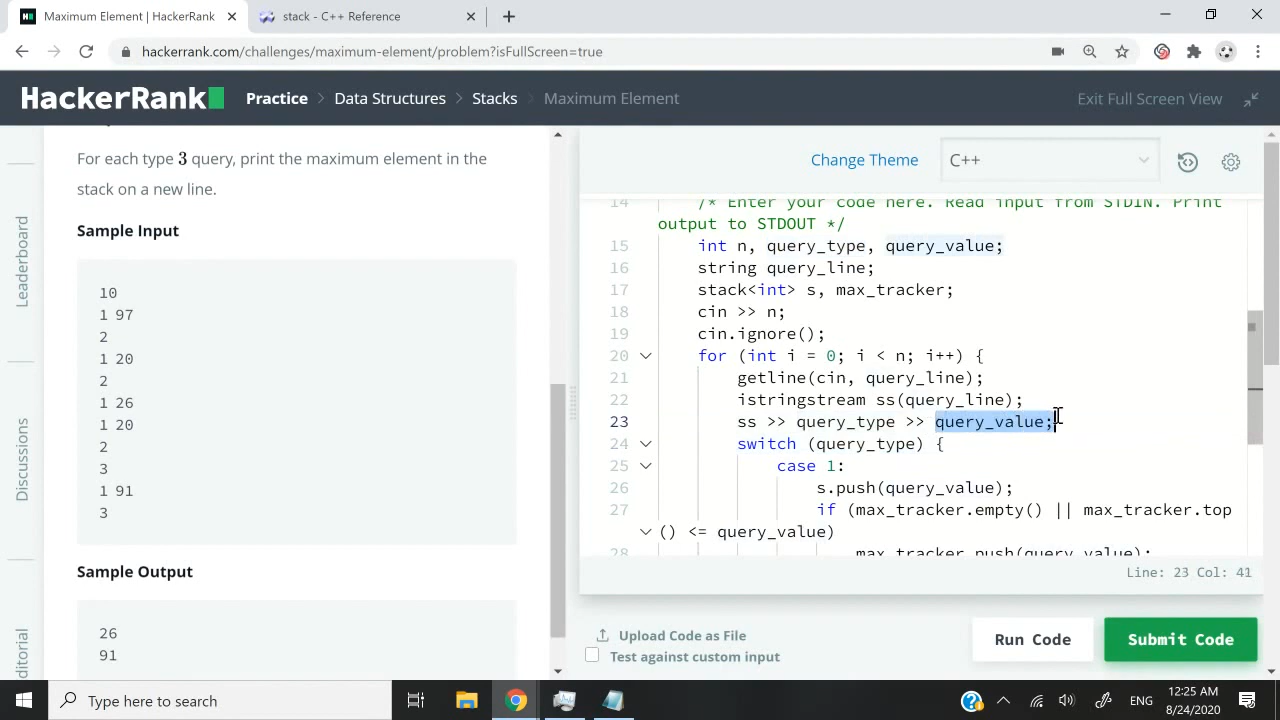 Maximum Element | HackerRank
stack - C++ Reference
hackerrank.com/challenges/maximum-element/problem?isFullScreen=true
HackerRank
Practice > Data Structures > Stacks > Maximum Element
Exit Full Screen View
Leaderboard
Discussions
ditorial
For each type 3 query, print the maximum element in the
stack on a new line.
Sample Input
10
1 97
2
1 20
2
1 26
1 20
2
3
1 91
3
Sample Output
26
91
Change Theme
C++
14 /* Enter your code here. Read input from STDIN. Print
output to STDOUT */
15 int n, query_type, query_value;
16 string query_line;
17 stack<int> s, max_tracker;
18 cin >> n;
19 cin.ignore();
20 for (int i = 0; i < n; i++) {
21 getline(cin, query_line);
22 istringstream ss(query_line);
23 ss >> query_type >> query_value;
24 switch (query_type) {
25 case 1:
26 s.push(query_value);
27 if (max_tracker.empty() || max_tracker.top
() <= query_value)
28 max_tracker.push(query_value);
Line: 23 Col: 41
Upload Code as File
Test against custom input
Run Code
Submit Code
Type here to search
ENG
12:25 AM
8/24/2020